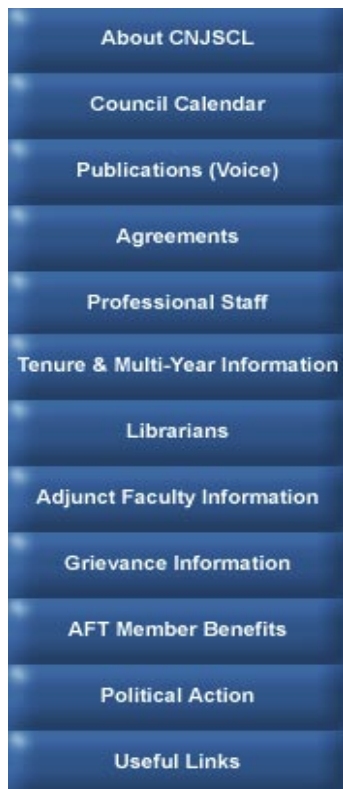 About CNJSCL
Council Calendar
Publications (Voice)
Agreements
Professional Staff
Tenure & Multi-Year Information
Librarians
Adjunct Faculty Information
Grievance Information
AFT Member Benefits
Political Action
Useful Links